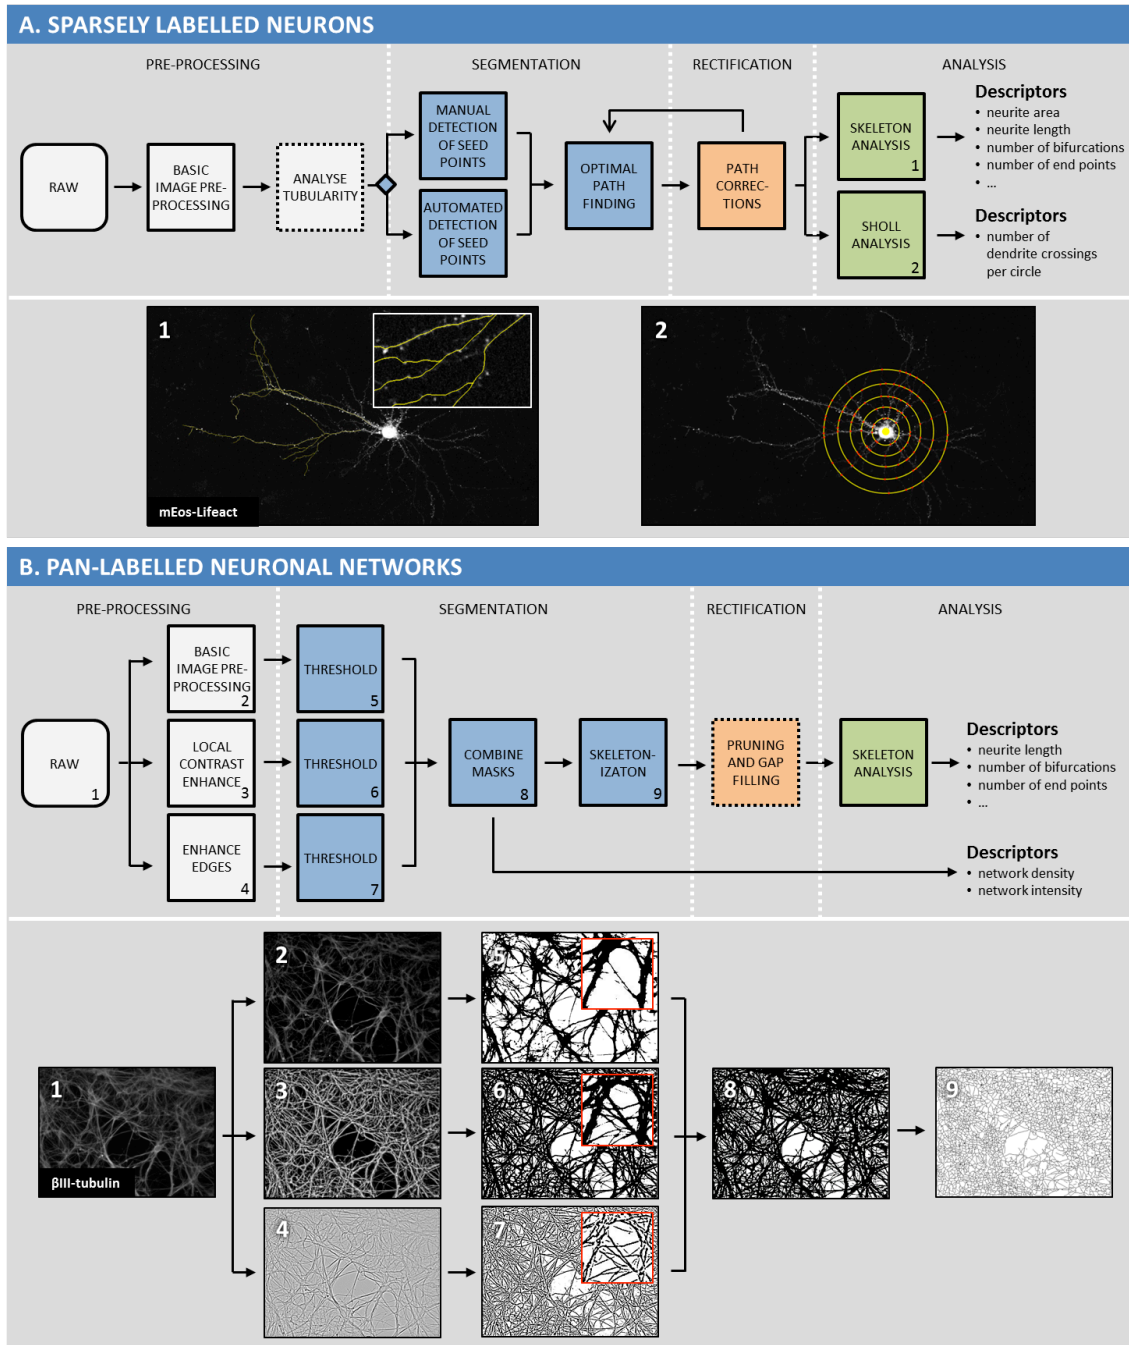 A. SPARSELY LABELLED NEURONS
PRE-PROCESSING
SEGMENTATION
RECTIFICATION
ANALYSIS
RAW
BASIC
IMAGE PRE-
PROCESSING
ANALYSE
TUBULARITY
MANUAL
DETECTION
OF SEED
POINTS
AUTOMATED
DETECTION
OF SEED
POINTS
OPTIMAL
PATH
FINDING
PATH
CORREC-
TIONS
SKELETON
ANALYSIS
1
SHOLL
ANALYSIS
2
Descriptors
• neurite area
• neurite length
• number of bifurcations
• number of end points
• ...
Descriptors
• number of
dendrite crossings
per circle
1
mEos-Lifeact
2
B. PAN-LABELLED NEURONAL NETWORKS
PRE-PROCESSING
SEGMENTATION
RECTIFICATION
ANALYSIS
RAW
1
BASIC
IMAGE PRE-
PROCESSING
2
LOCAL
CONTRAST
ENHANCE
3
ENHANCE
EDGES
4
THRESHOLD
5
THRESHOLD
6
THRESHOLD
7
COMBINE
MASKS
8
SKELETON-
IZATON
9
PRUNING
AND GAP
FILLING
SKELETON
ANALYSIS
Descriptors
• neurite length
• number of bifurcations
• number of end points
• ...
Descriptors
• network density
• network intensity
1
βIII-tubulin
2
3
4
5
6
7
8
9